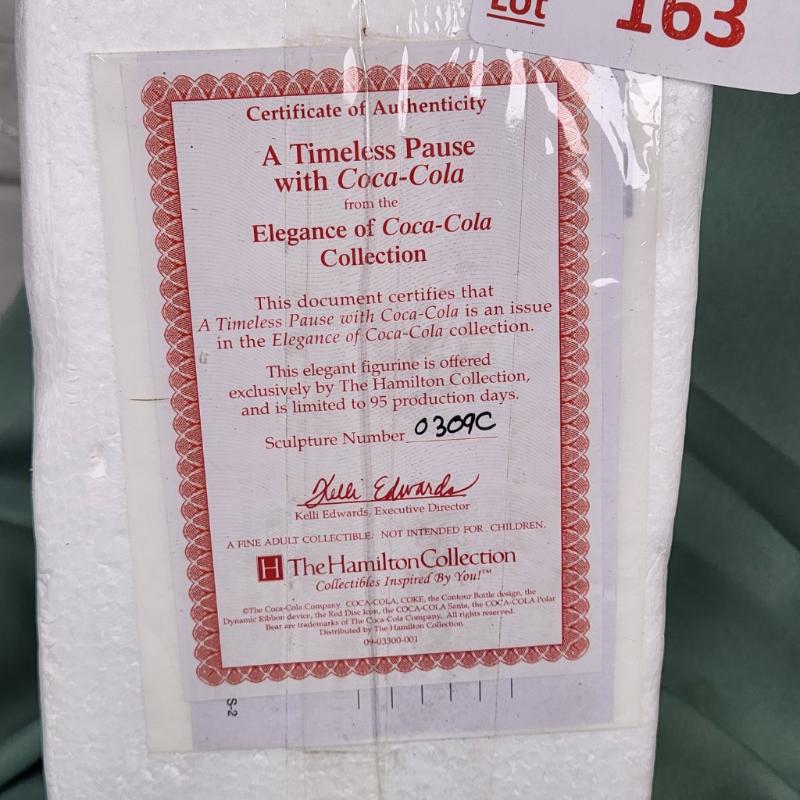 Lot 163
Certificate of Authenticity
A Timeless Pause
with Coca-Cola
from the
Elegance of Coca-Cola
Collection
This document certifies that
A Timeless Pause with Coca-Cola is an issue
in the Elegance of Coca-Cola collection.
This elegant figurine is offered
exclusively by The Hamilton Collection,
and is limited to 95 production days.
Sculpture Number 0309C
Kelli Edwards
Kelli Edwards, Executive Director
A FINE ADULT COLLECTIBLE. NOT INTENDED FOR CHILDREN.
H The Hamilton Collection
Collectibles Inspired By You!™
©The Coca-Cola Company. COCA-COLA, COKE, the Contour Bottle design, the
Dynamic Ribbon device, the Red Disc Icon, the COCA-COLA Santa, the COCA-COLA Polar
Bear are trademarks of The Coca-Cola Company. All rights reserved.
Distributed by The Hamilton Collection
09-03300-001
S-2